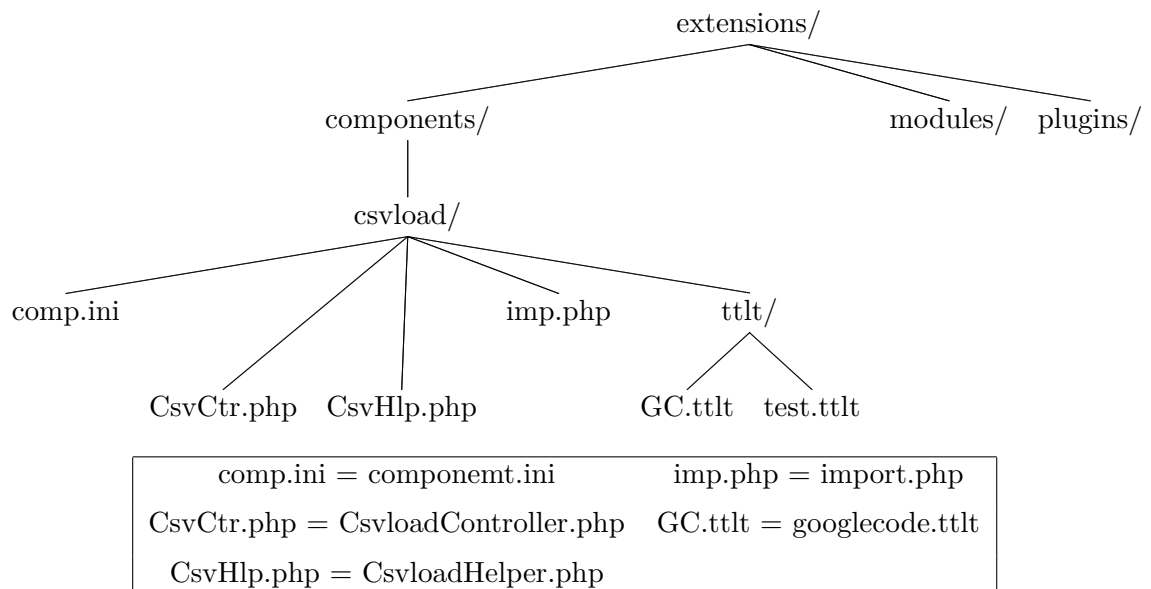 extensions/
components/ modules/ plugins/
csvload/
comp.ini imp.php ttlt/
CsvCtr.php CsvHlp.php GC.ttlt test.ttlt
comp.ini = componemt.ini imp.php = import.php
CsvCtr.php = CsvloadController.php GC.ttlt = googlecode.ttlt
CsvHlp.php = CsvloadHelper.php